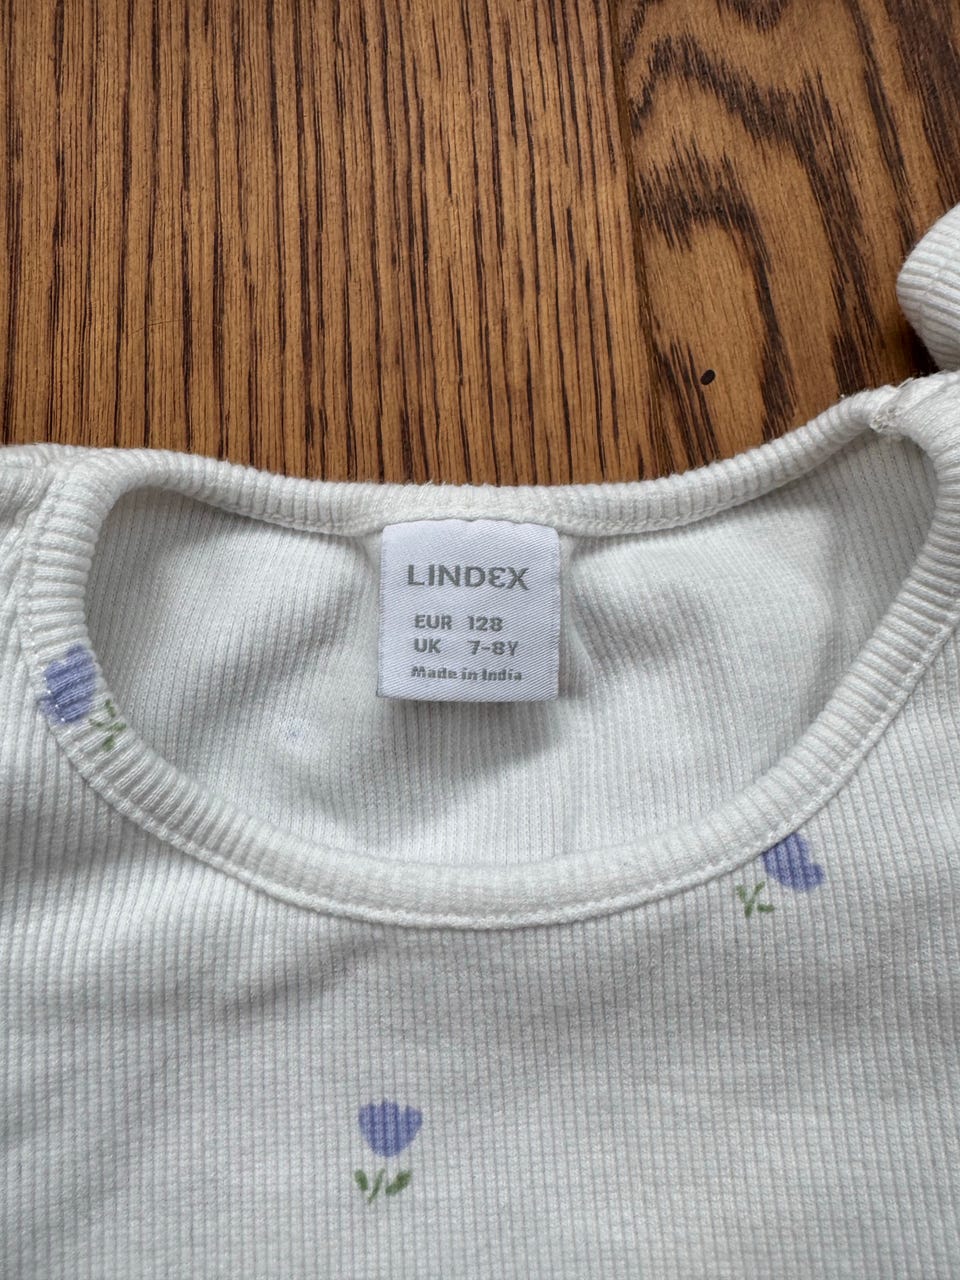 LINDEX
EUR 128
UK 7-8Y
Made in India